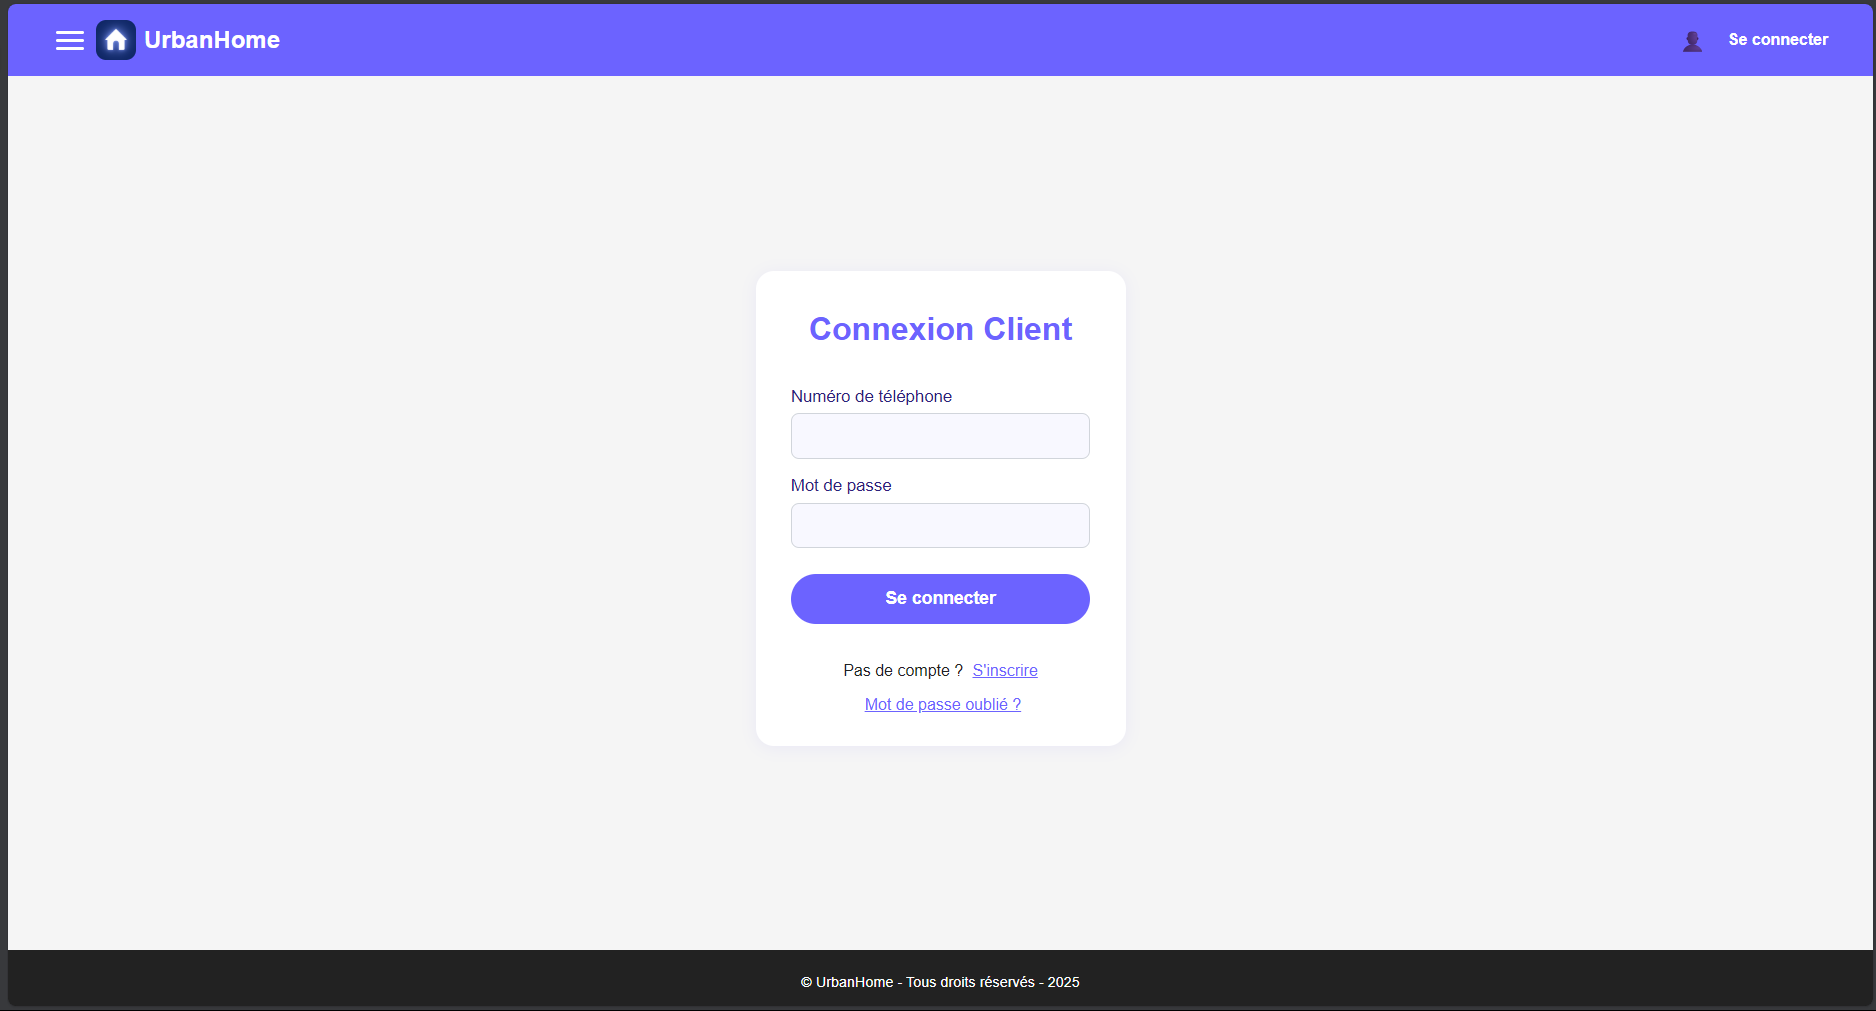 UrbanHome
Se connecter
Connexion Client
Numéro de téléphone
Mot de passe
Se connecter
Pas de compte ? S'inscrire
Mot de passe oublié ?
© UrbanHome - Tous droits réservés - 2025